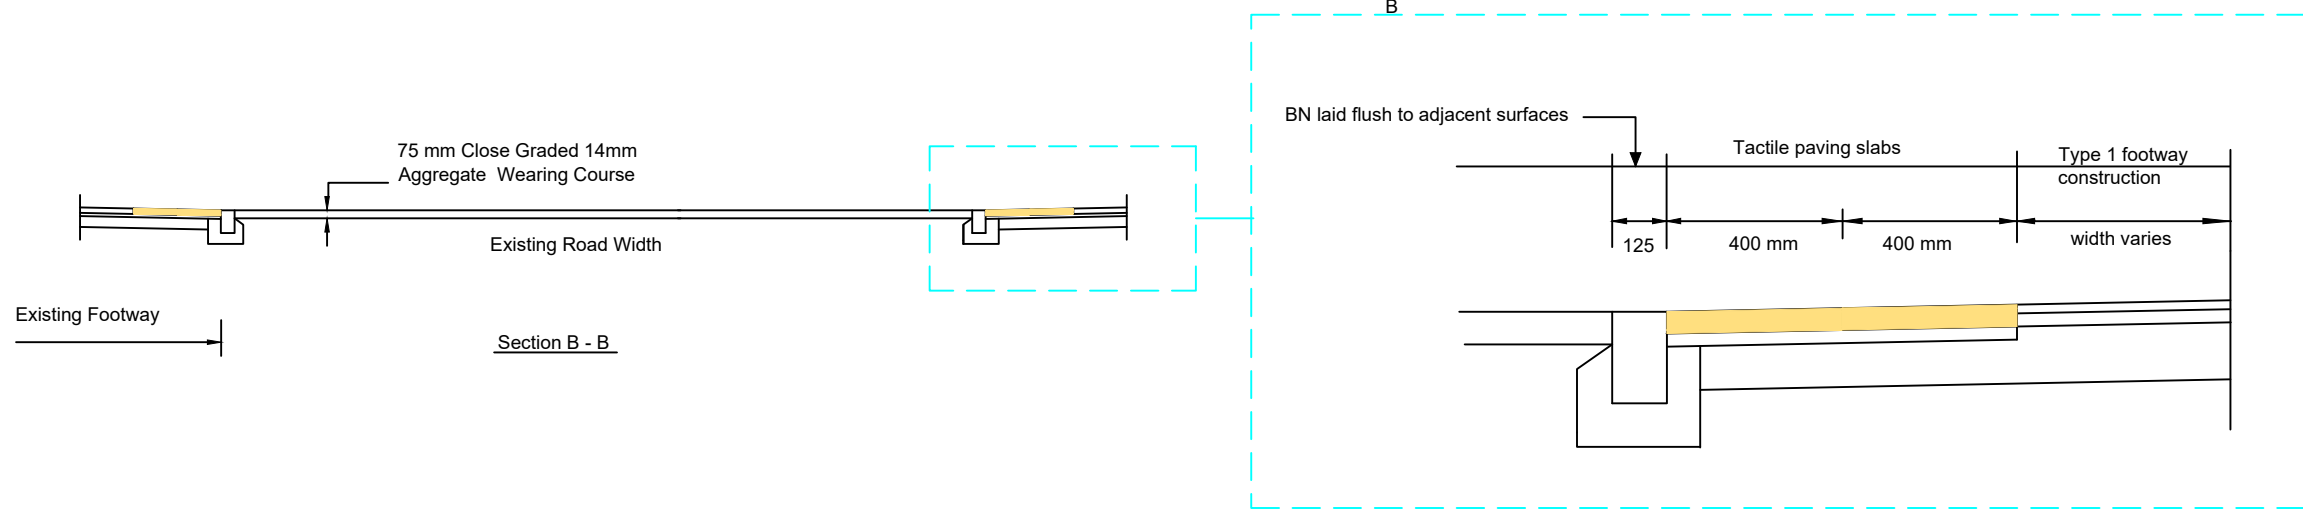 B
75 mm Close Graded 14mm
Aggregate Wearing Course
Existing Road Width
Existing Footway
Section B - B
BN laid flush to adjacent surfaces
Tactile paving slabs
Type 1 footway
construction
125
400 mm
400 mm
width varies